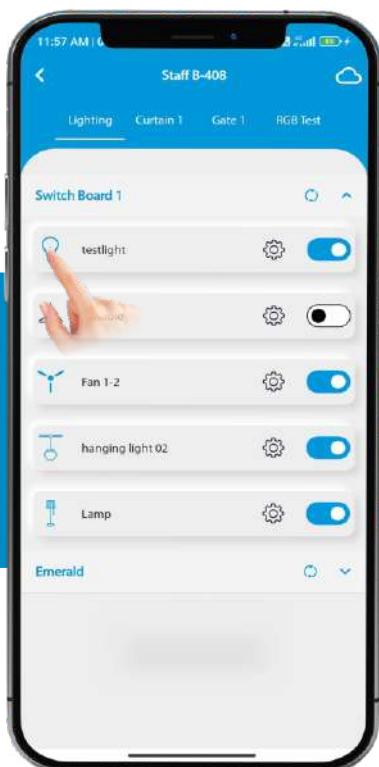 11:57 AM | 0
Staff B-408
Lighting Curtain 1 Gate 1 RGB Test
Switch Board 1
testlight
Fan 1-2
hanging light 02
Lamp
Emerald